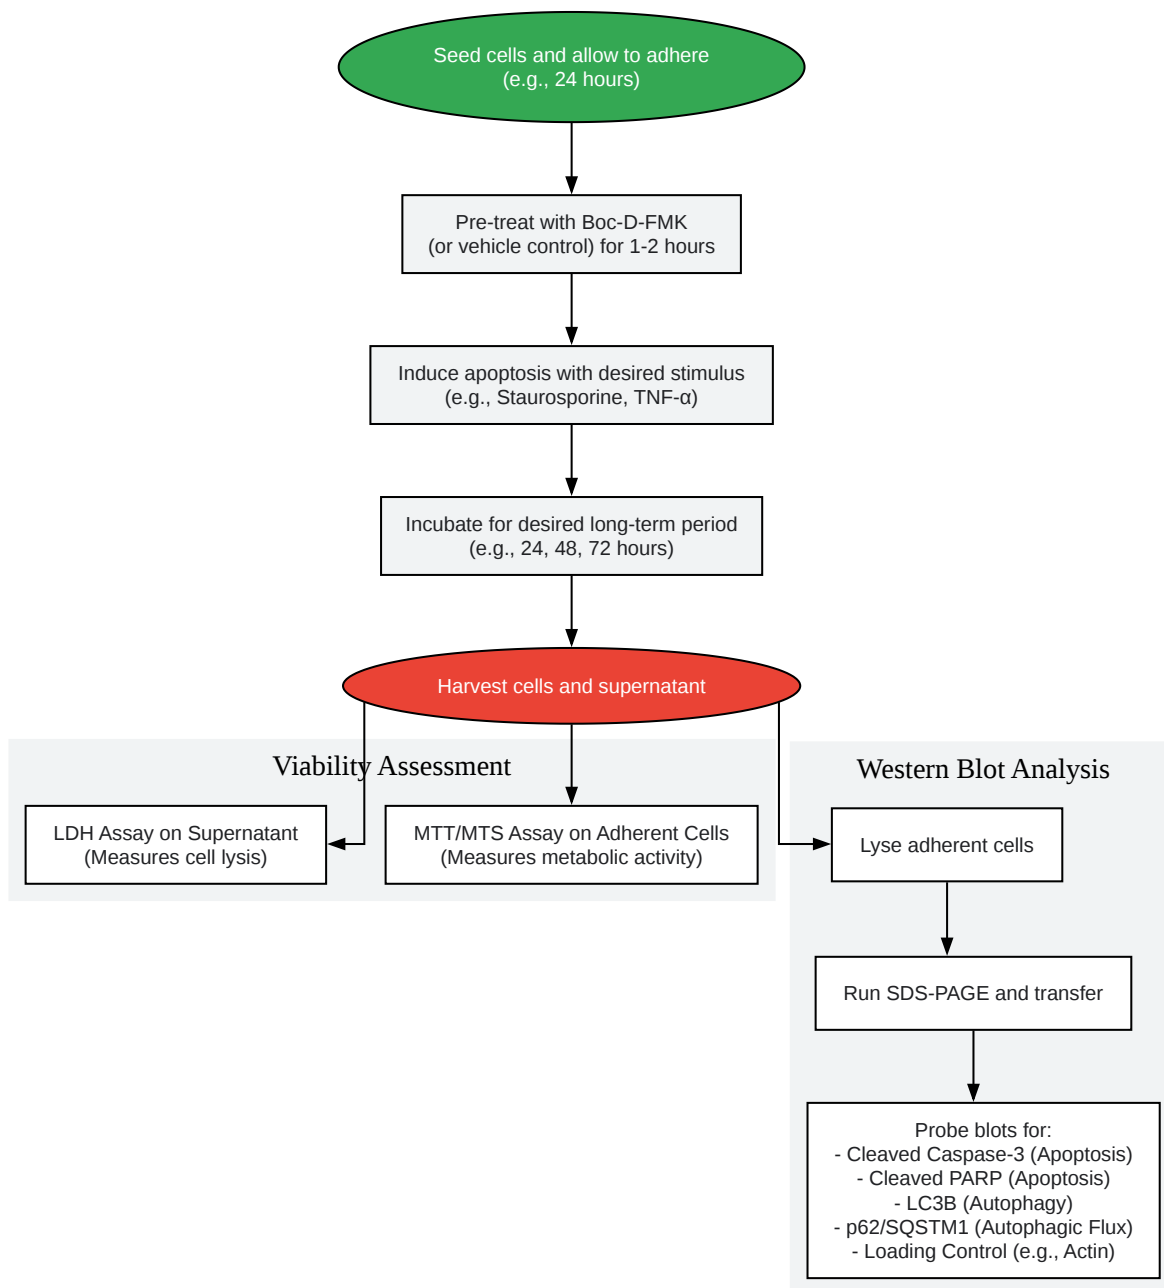 Seed cells and allow to adhere
(e.g., 24 hours)
Pre-treat with Boc-D-FMK
(or vehicle control) for 1-2 hours
Induce apoptosis with desired stimulus
(e.g., Staurosporine, TNF-α)
Incubate for desired long-term period
(e.g., 24, 48, 72 hours)
Harvest cells and supernatant
Viability Assessment
LDH Assay on Supernatant
(Measures cell lysis)
MTT/MTS Assay on Adherent Cells
(Measures metabolic activity)
Western Blot Analysis
Lyse adherent cells
Run SDS-PAGE and transfer
Probe blots for:
- Cleaved Caspase-3 (Apoptosis)
- Cleaved PARP (Apoptosis)
- LC3B (Autophagy)
- p62/SQSTM1 (Autophagic Flux)
- Loading Control (e.g., Actin)